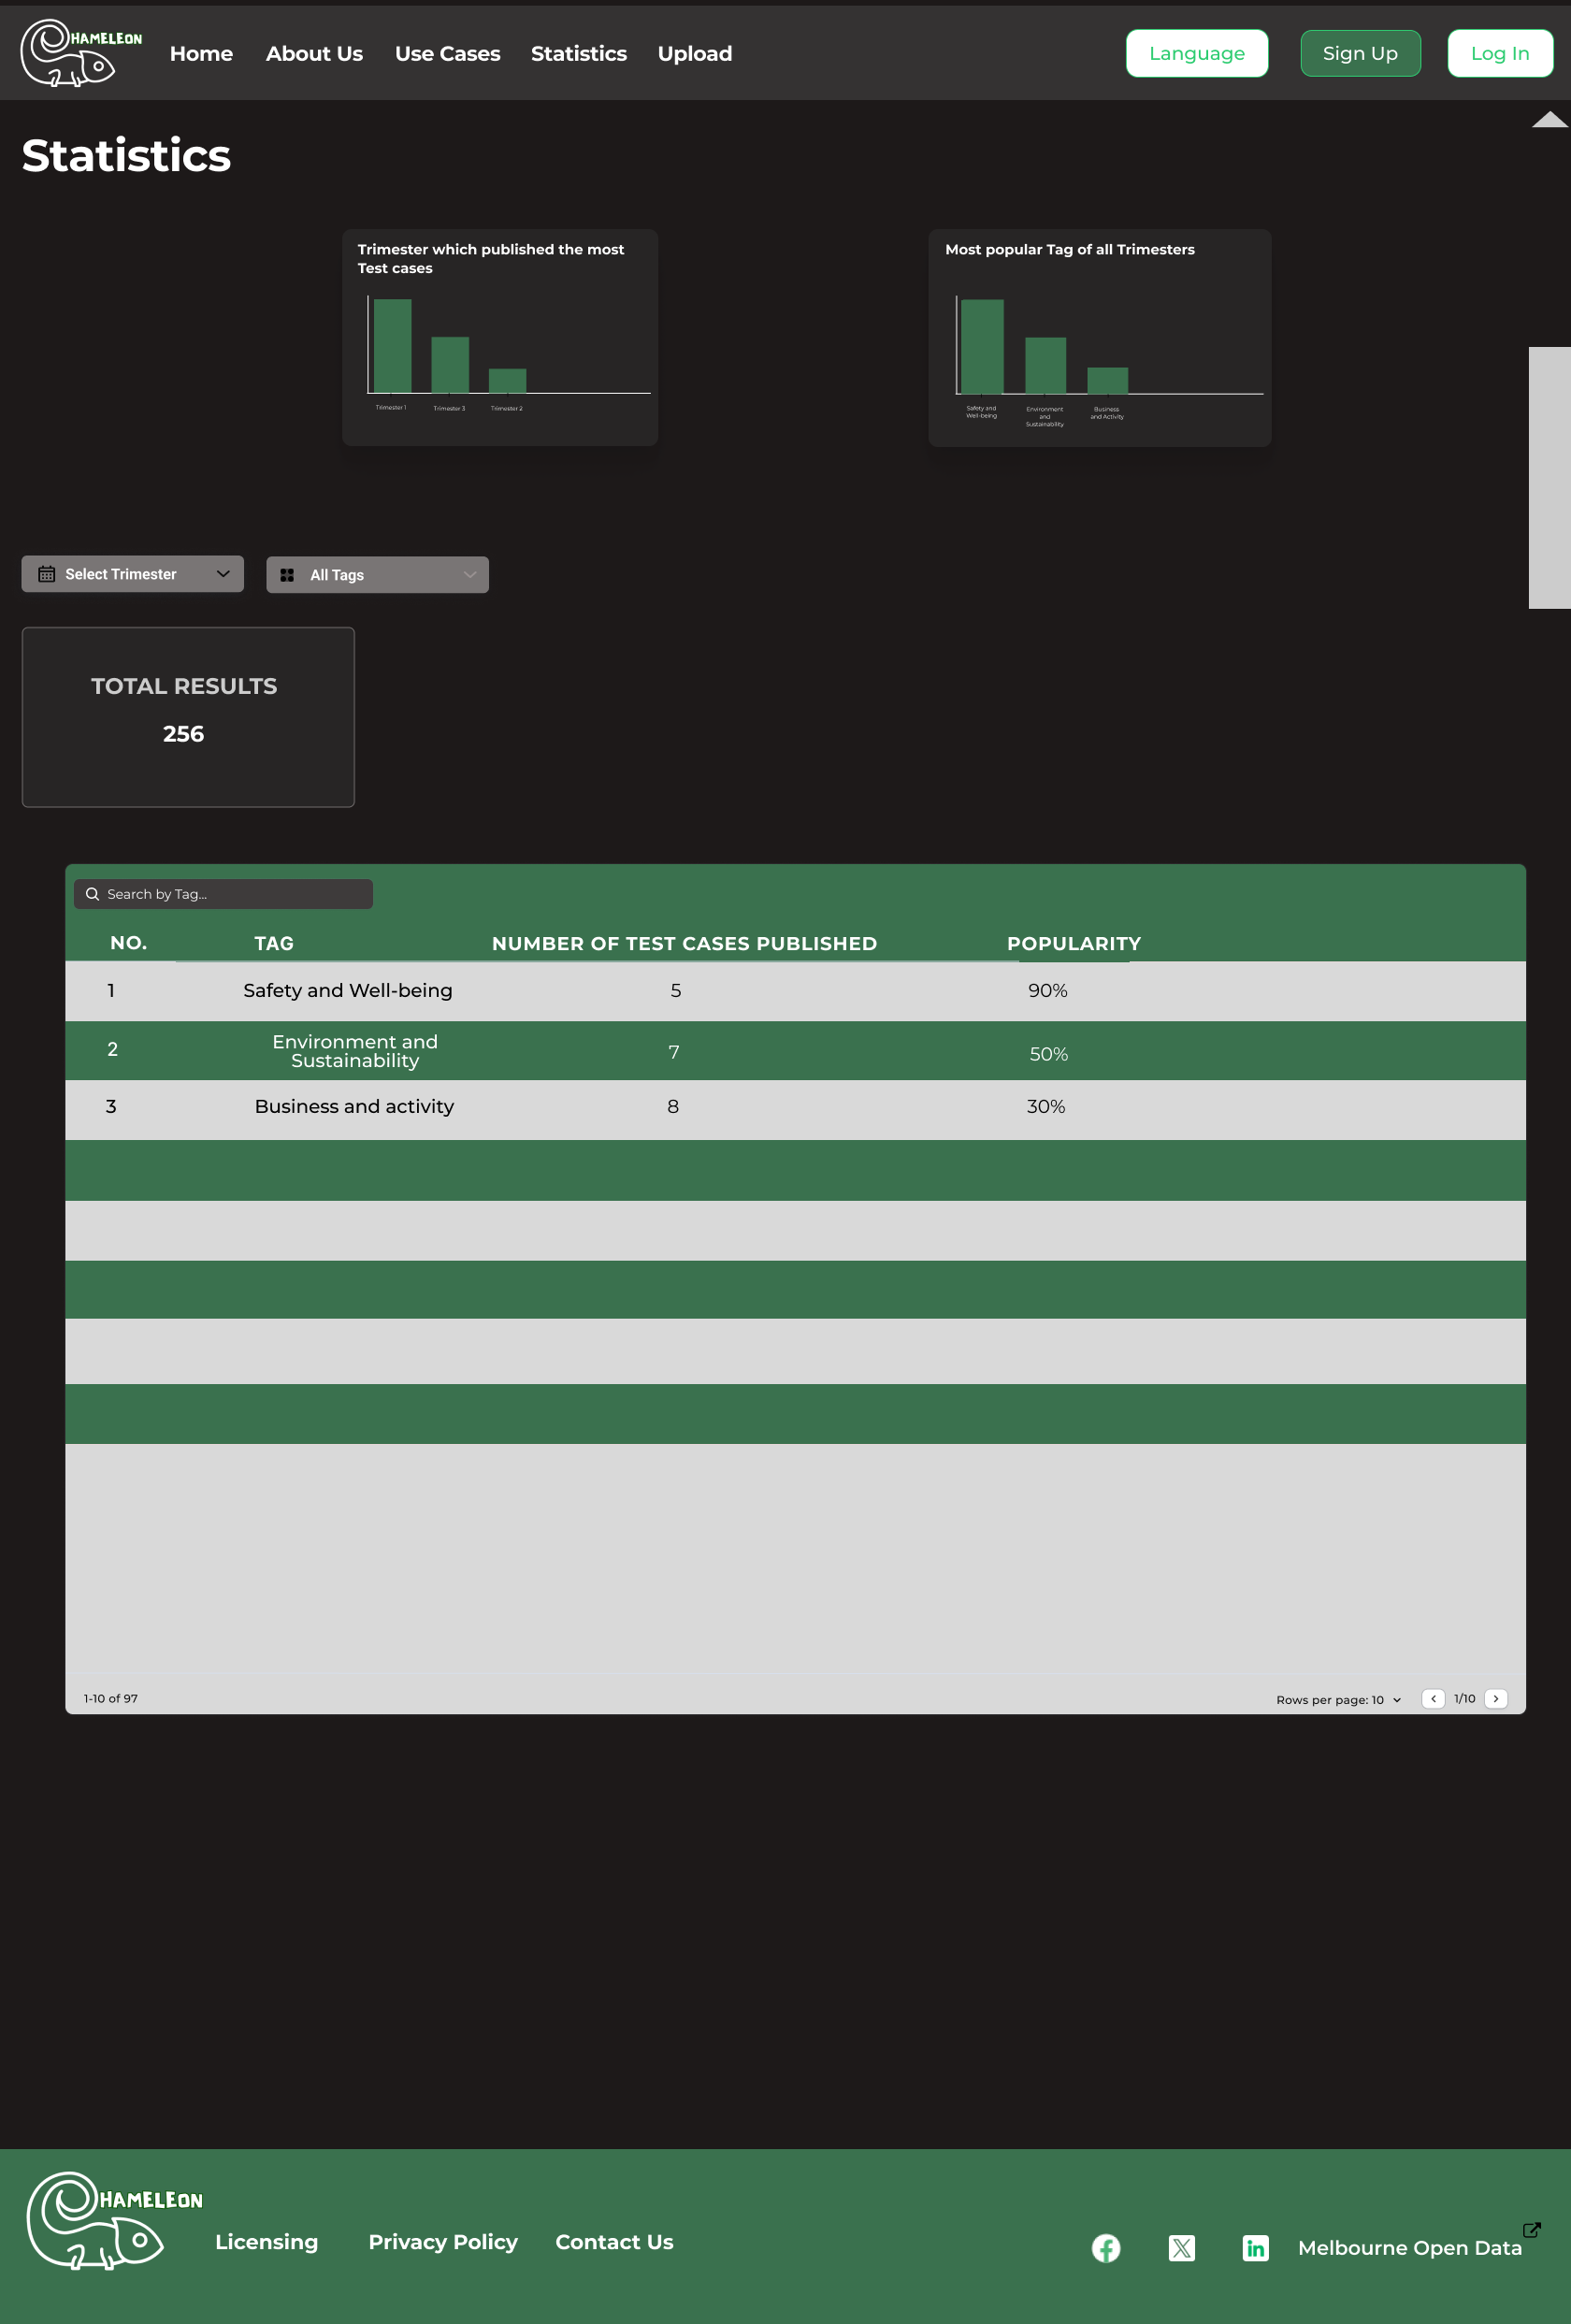 HAMELEON
Home About Us Use Cases Statistics Upload
Language Sign Up Log In
Statistics
Trimester which published the most
Test cases
Trimester 1 Trimester 3 Trimester 2
Most popular Tag of all Trimesters
Safety and
Well-being
Environment
and
Sustainability
Business
and Activity
Select Trimester
All Tags
TOTAL RESULTS
256
Search by Tag...
NO. TAG NUMBER OF TEST CASES PUBLISHED POPULARITY
1 Safety and Well-being 5 90%
2 Environment and
Sustainability 7 50%
3 Business and activity 8 30%
1-10 of 97
Rows per page: 10 1/10
HAMELEON
Licensing Privacy Policy Contact Us
Melbourne Open Data